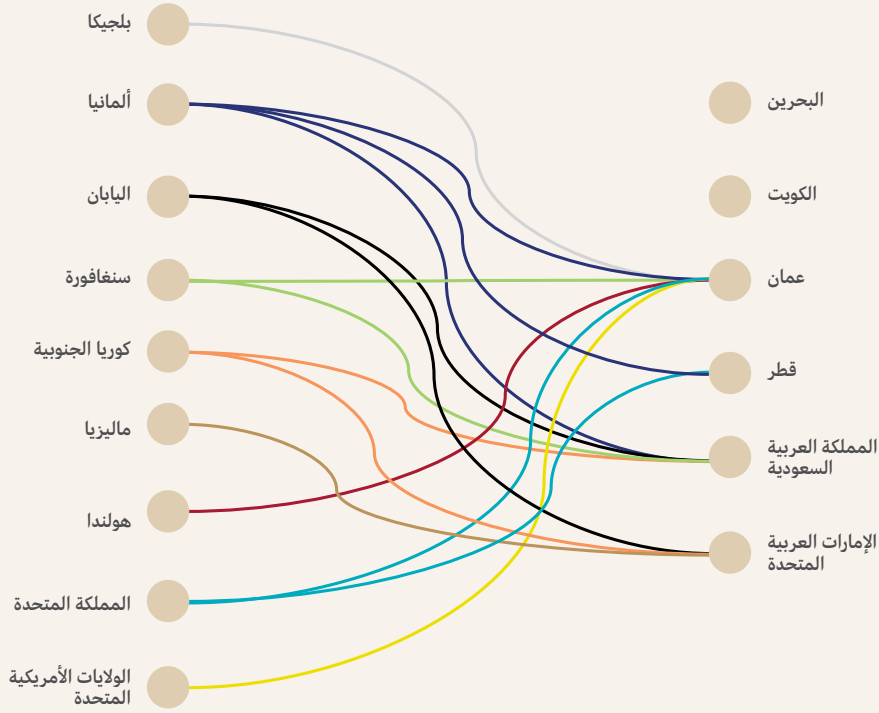 بلجيكا
ألمانيا
اليابان
سنغافورة
كوريا الجنوبية
ماليزيا
هولندا
المملكة المتحدة
الولايات الأمريكية
المتحدة
البحرين
الكويت
عمان
قطر
المملكة العربية
السعودية
الإمارات العربية
المتحدة